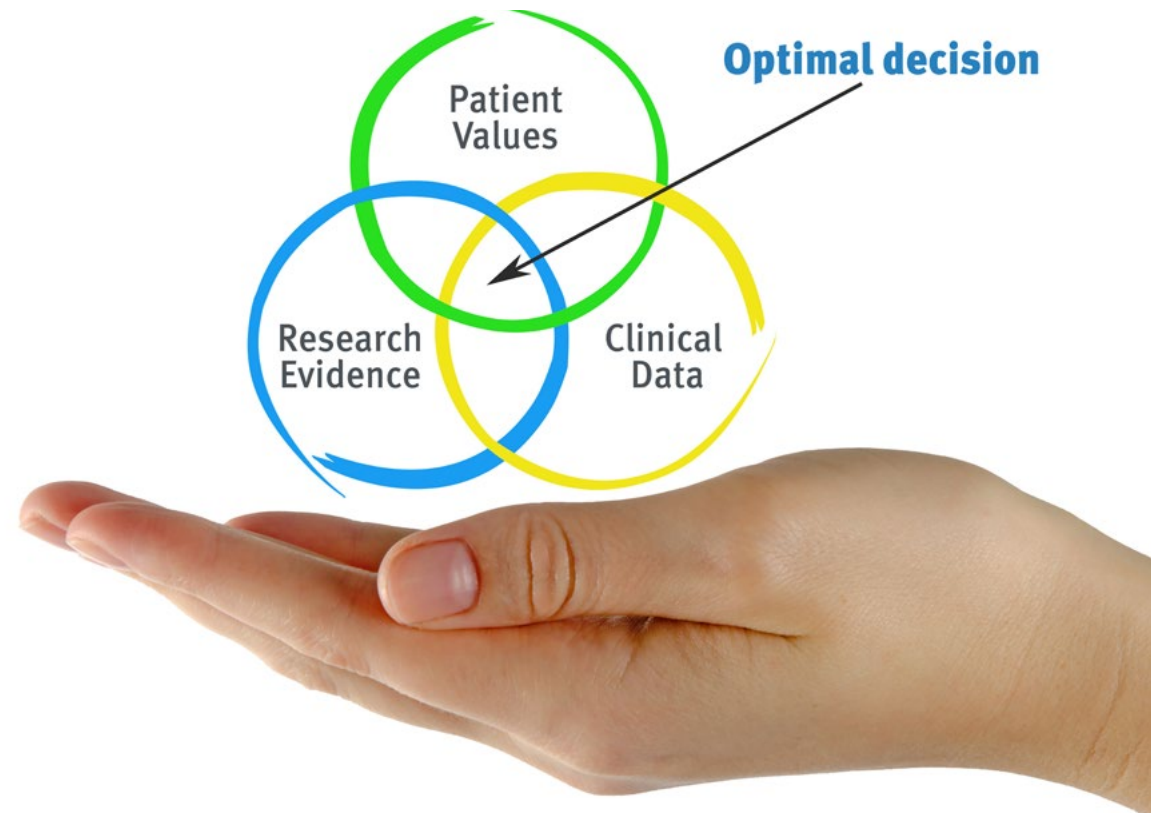 Optimal decision
Patient
Values
Research
Evidence
Clinical
Data